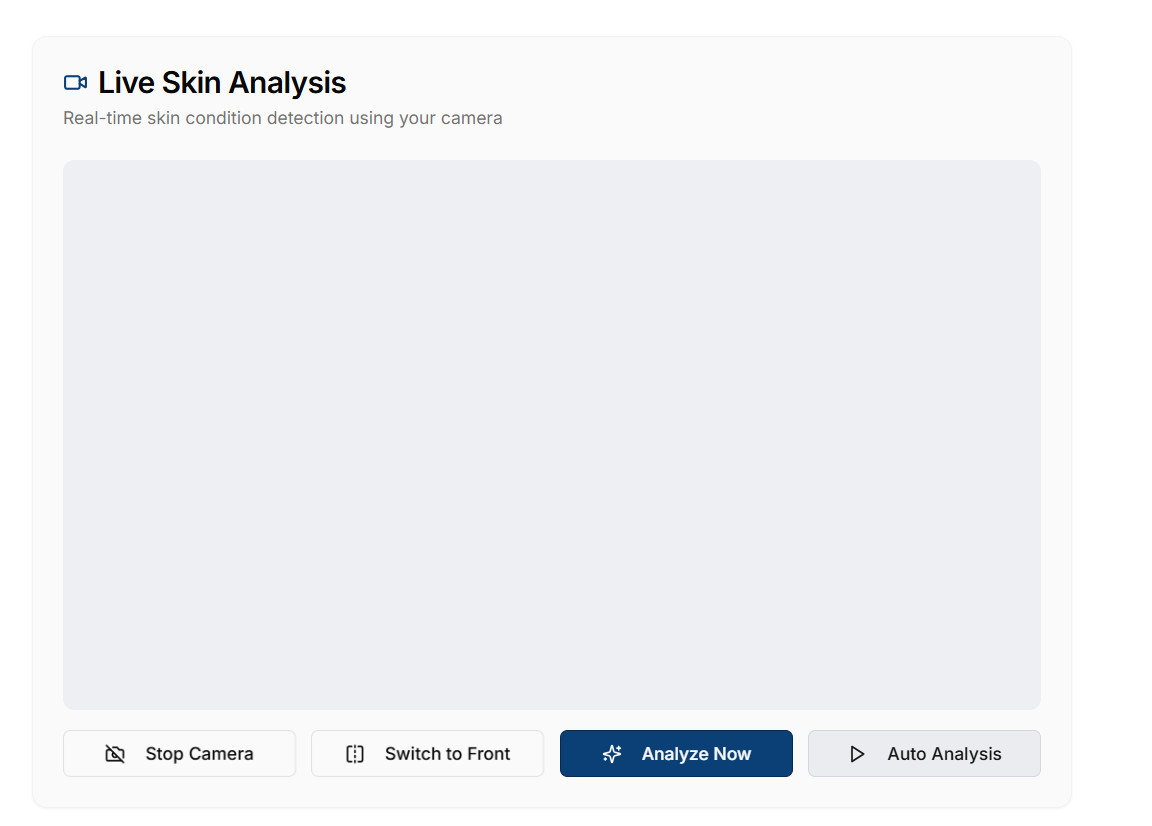 Live Skin Analysis
Real-time skin condition detection using your camera
Stop Camera
Switch to Front
Analyze Now
Auto Analysis